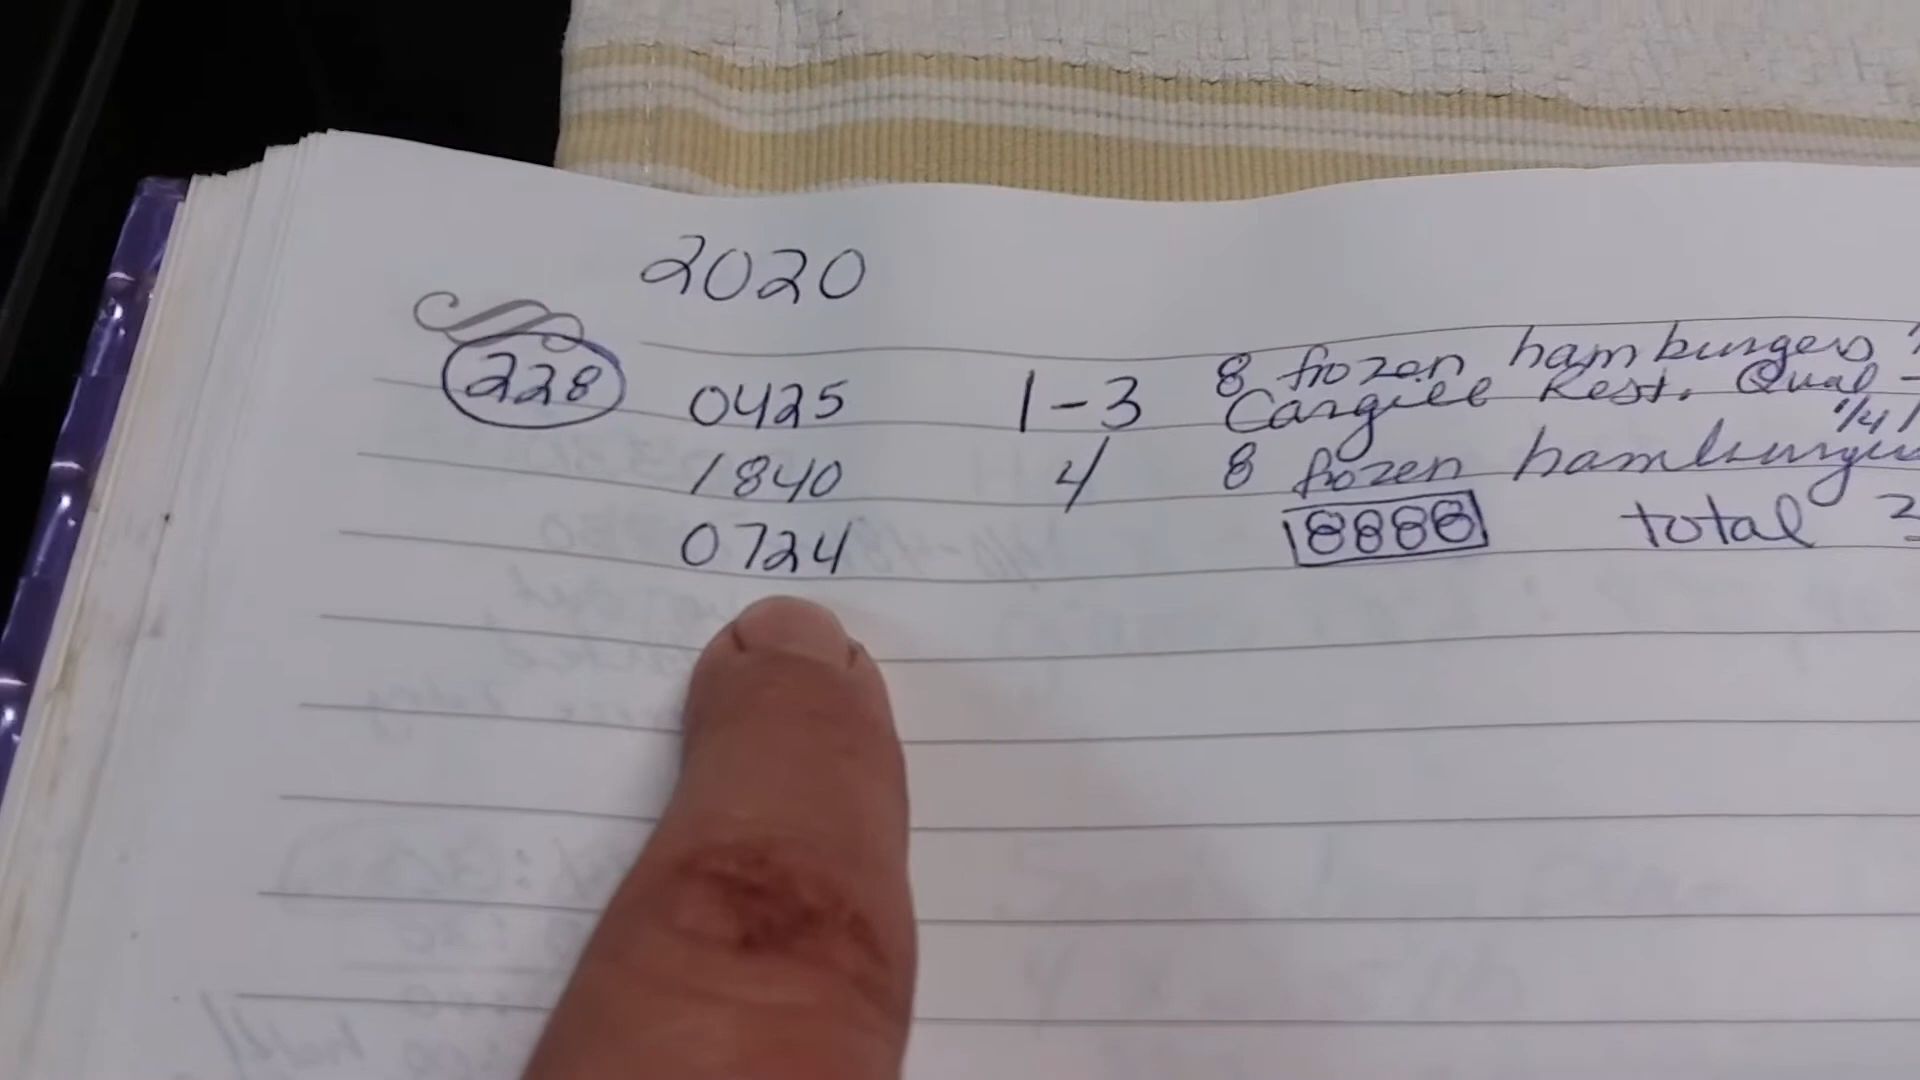 2020
228 0425 1-3 8 frozen hamburgers
Cargill Rest. Qual -
1/4
1840 4 8 frozen hamburgers
0724 8888 total